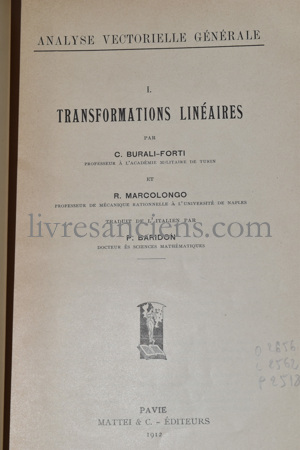 ANALYSE VECTORIELLE GÉNÉRALE
I.
TRANSFORMATIONS LINÉAIRES
PAR
C. BURALI-FORTI
PROFESSEUR À L'ACADÉMIE MILITAIRE DE TURIN
ET
R. MARCOLONGO
PROFESSEUR DE MÉCANIQUE RATIONNELLE À L'UNIVERSITÉ DE NAPLES
TRADUIT DE L'ITALIEN PAR
livresanciens.com
P. BARIDON
DOCTEUR ÈS SCIENCES MATHÉMATIQUES
PAVIE
MATTEI & C. - ÉDITEURS
1912